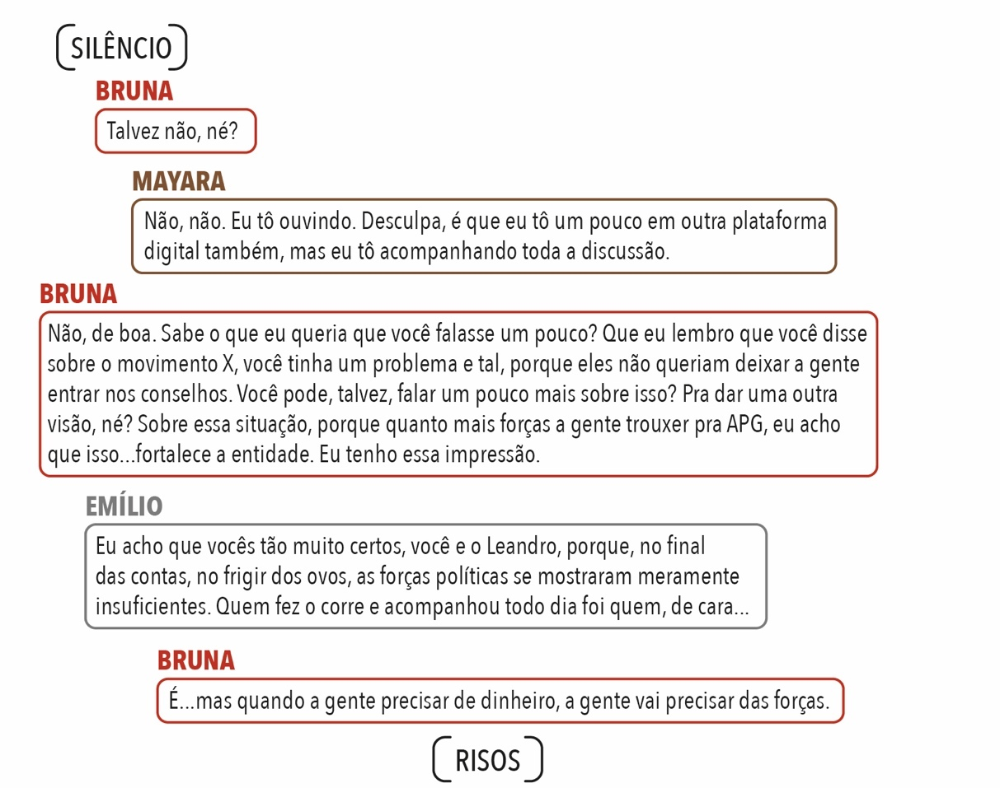 [SILÊNCIO]
BRUNA
Talvez não, né?
MAYARA
Não, não. Eu tô ouvindo. Desculpa, é que eu tô um pouco em outra plataforma
digital também, mas eu tô acompanhando toda a discussão.
BRUNA
Não, de boa. Sabe o que eu queria que você falasse um pouco? Que eu lembro que você disse
sobre o movimento X, você tinha um problema e tal, porque eles não queriam deixar a gente
entrar nos conselhos. Você pode, talvez, falar um pouco mais sobre isso? Pra dar uma outra
visão, né? Sobre essa situação, porque quanto mais forças a gente trouxer pra APG, eu acho
que isso...fortalece a entidade. Eu tenho essa impressão.
EMÍLIO
Eu acho que vocês tão muito certos, você e o Leandro, porque, no final
das contas, no frigir dos ovos, as forças políticas se mostraram meramente
insuficientes. Quem fez o corre e acompanhou todo dia foi quem, de cara...
BRUNA
É...mas quando a gente precisar de dinheiro, a gente vai precisar das forças.
[RISOS]